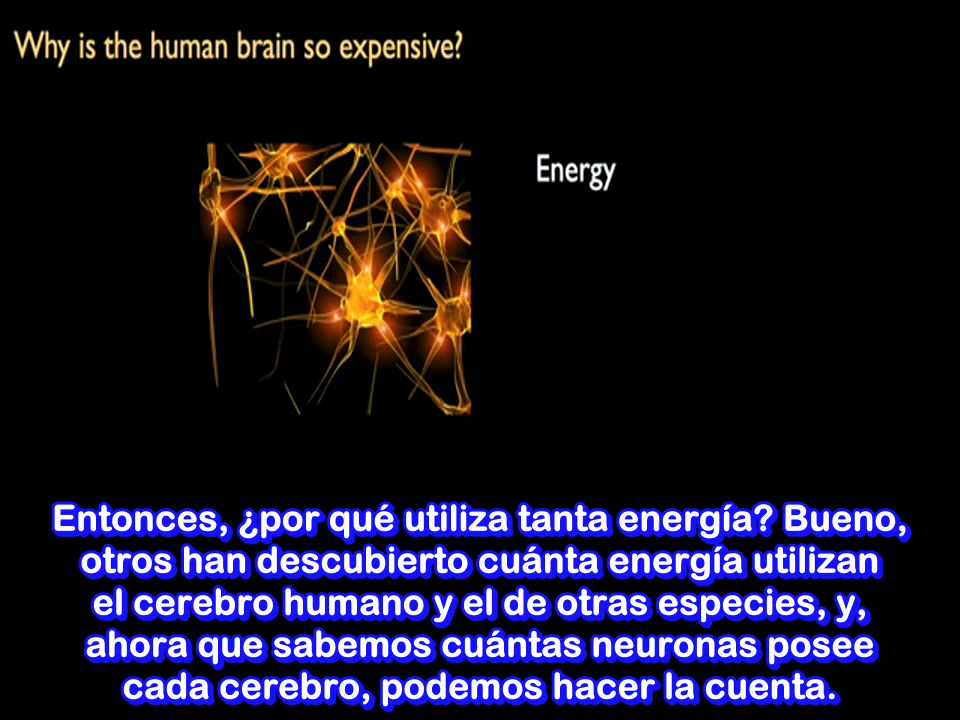 Why is the human brain so expensive?
Energy
Entonces, ¿por qué utiliza tanta energía? Bueno,
otros han descubierto cuánta energía utilizan
el cerebro humano y el de otras especies, y,
ahora que sabemos cuántas neuronas posee
cada cerebro, podemos hacer la cuenta.